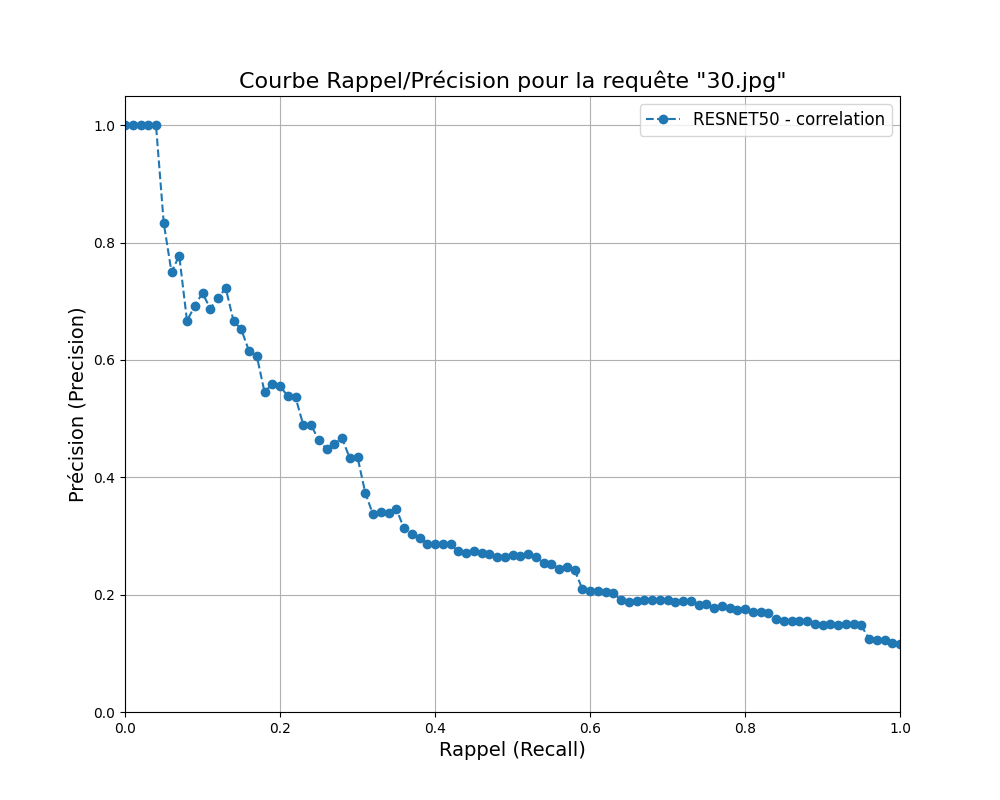 Courbe Rappel/Précision pour la requête "30.jpg"
RESNET50 - correlation
Précision (Precision)
1.0
0.8
0.6
0.4
0.2
0.0
0.0 0.2 0.4 0.6 0.8 1.0
Rappel (Recall)